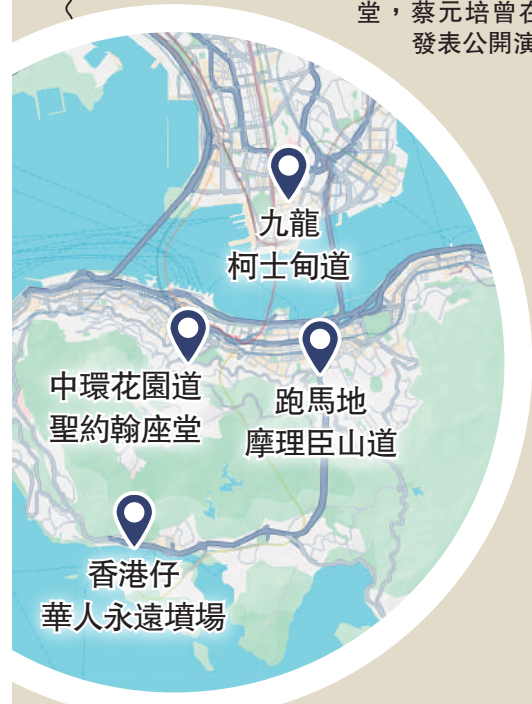 堂，蔡元培曾在
發表公開演
九龍
柯士甸道
中環花園道
聖約翰座堂
跑馬地
摩理臣山道
香港仔
華人永遠墳場